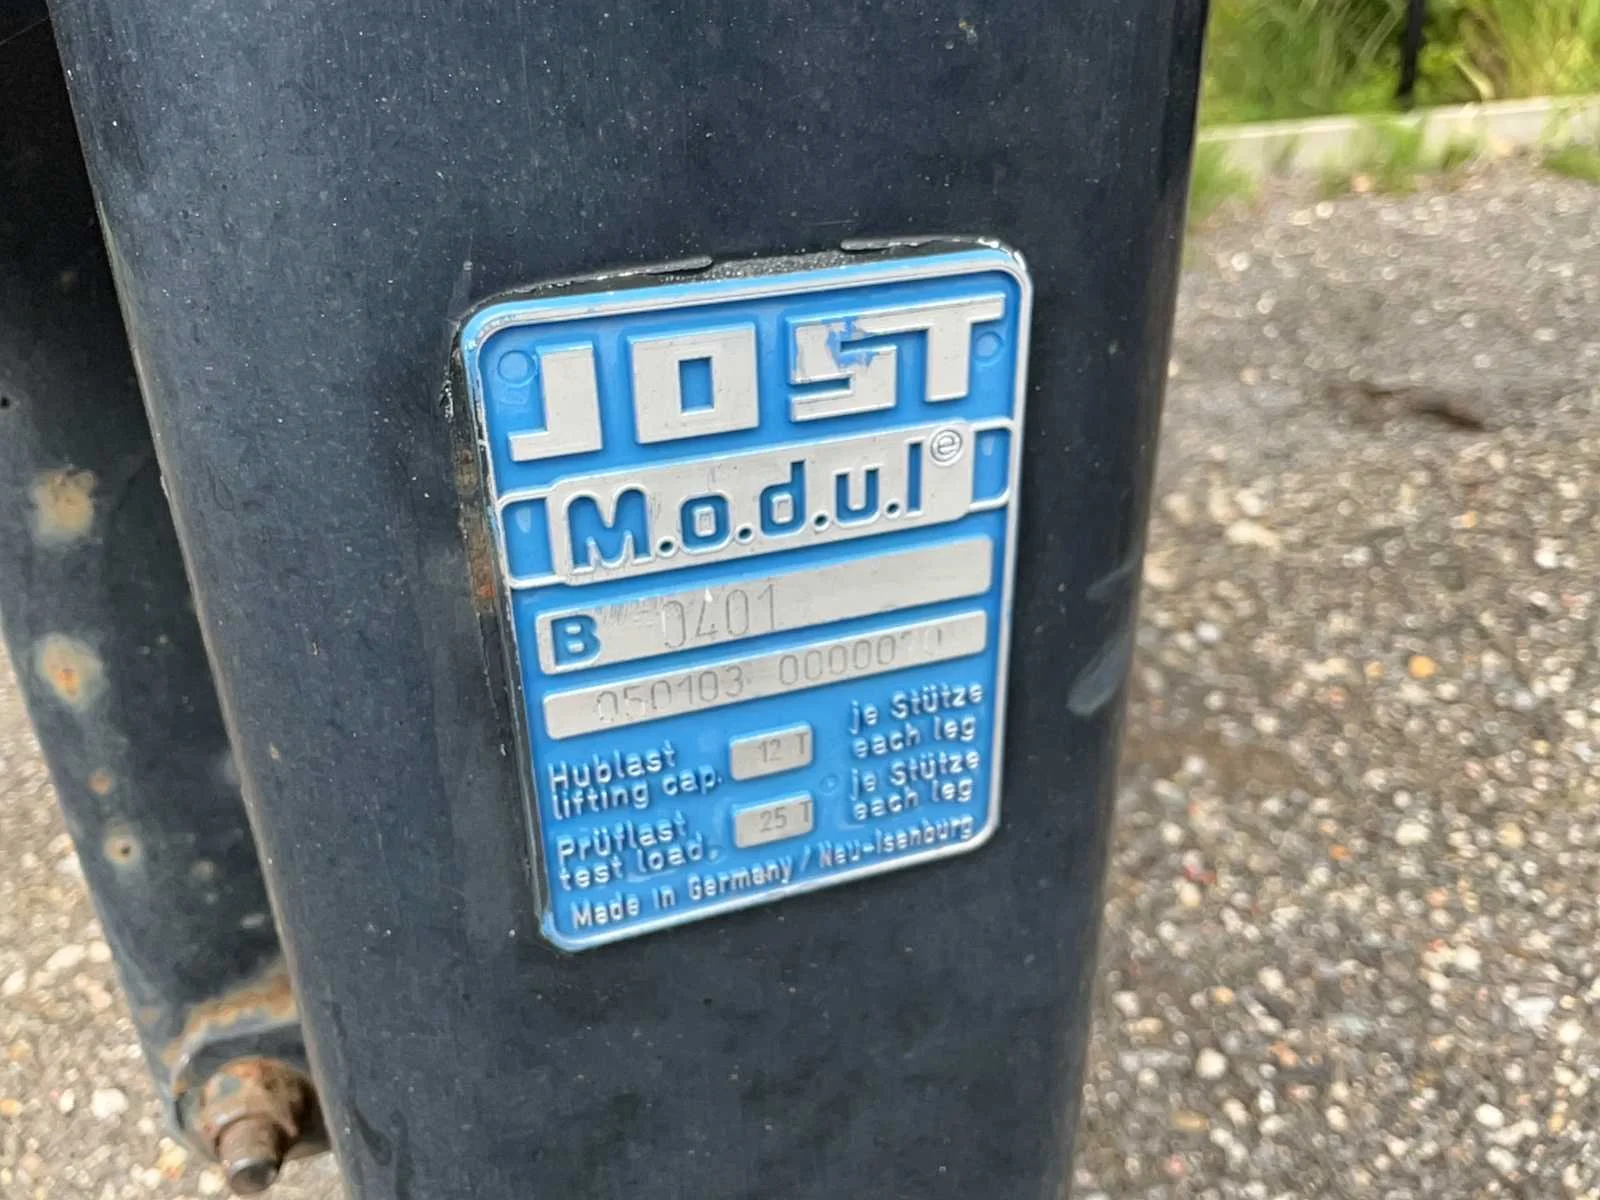 JOST
M.o.d.u.l ®
B 0401
050103 0000010
Hublast 12 T je Stütze
lifting cap. each leg
Prüflast 25 T je Stütze
test load. each leg
Made in Germany / Neu-Isenburg